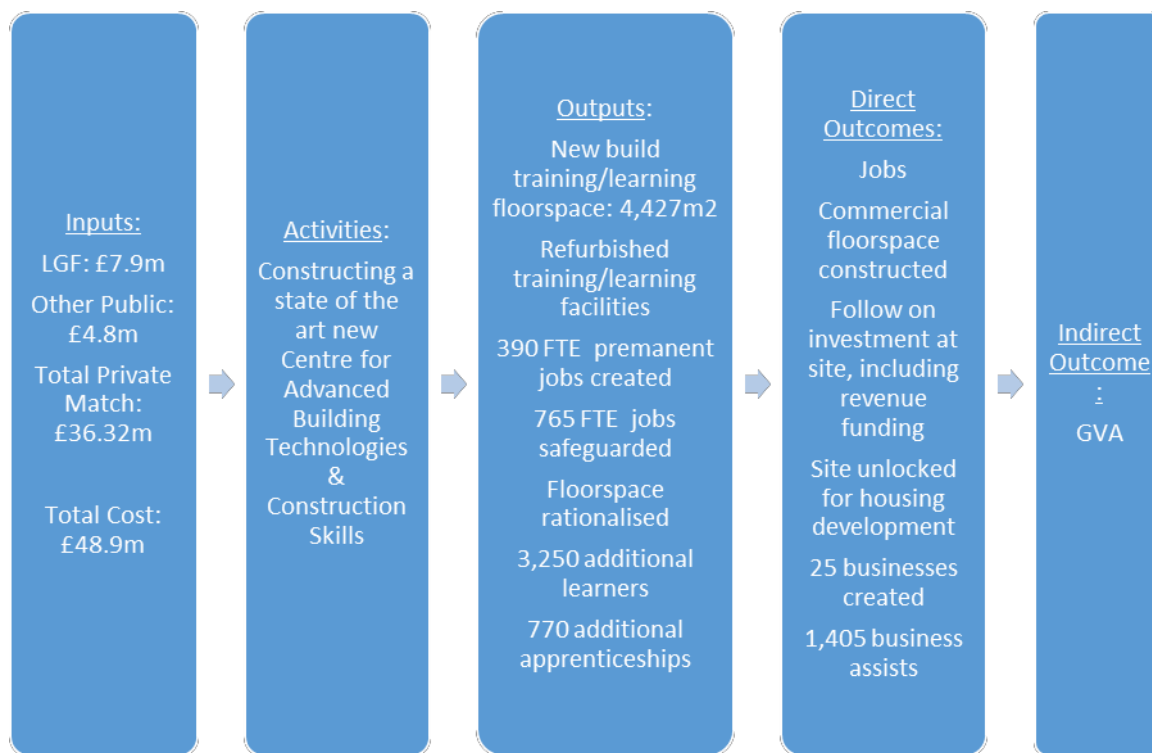 Inputs:
LGF: £7.9m
Other Public:
£4.8m
Total Private
Match:
£36.32m
Total Cost:
£48.9m
Activities:
Constructing a
state of the
art new
Centre for
Advanced
Building
Technologies
&
Construction
Skills
Outputs:
New build
training/learning
floorspace: 4,427m2
Refurbished
training/learning
facilities
390 FTE premanent
jobs created
765 FTE jobs
safeguarded
Floorspace
rationalised
3,250 additional
learners
770 additional
apprenticeships
Direct
Outcomes:
Jobs
Commercial
floorspace
constructed
Follow on
investment at
site, including
revenue
funding
Site unlocked
for housing
development
25 businesses
created
1,405 business
assists
Indirect
Outcome
:
GVA